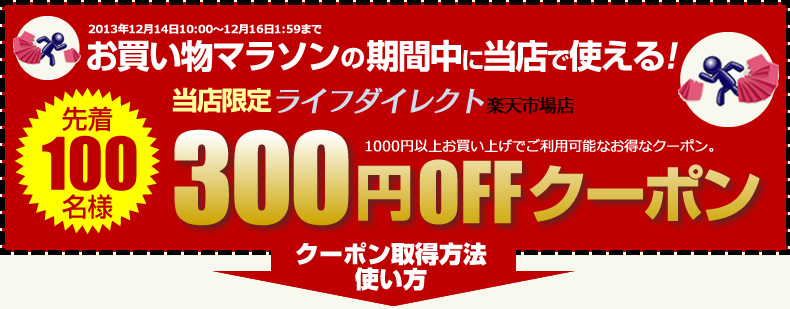 2013年12月14日10:00～12月16日1:59まで
お買い物マラソンの期間中に当店で使える!
当店限定 ライフダイレクト楽天市場店
先着
100
名様
1000円以上お買い上げでご利用可能なお得なクーポン。
300円OFFクーポン
クーポン取得方法
使い方